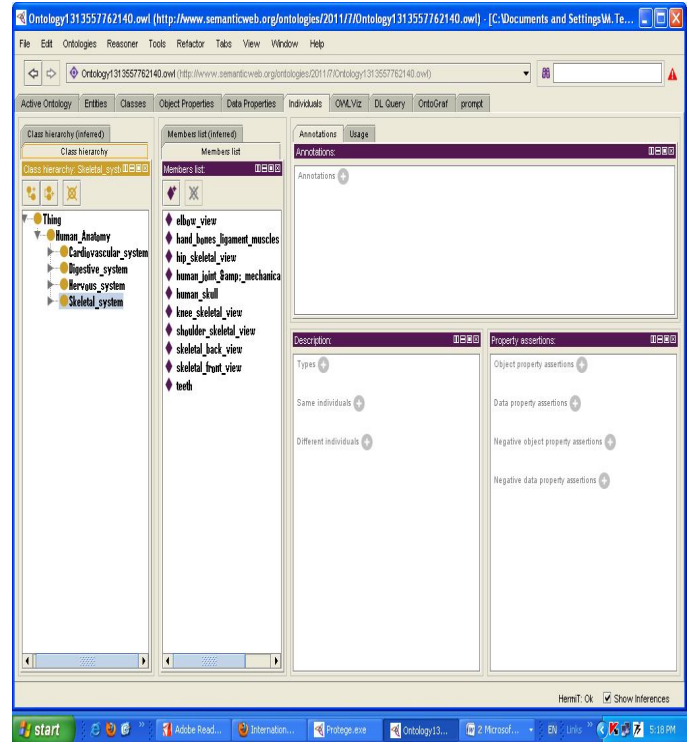 Ontology1313557762140.owl (http://www.semanticweb.org/ontologies/2011/7/Ontology1313557762140.owl) - [C:\Documents and Settings\M.Te...
File Edit Ontologies Reasoner Tools Refactor Tabs View Window Help
Ontology1313557762140.owl (http://www.semanticweb.org/ontologies/2011/7/Ontology1313557762140.owl)
Active Ontology Entities Classes Object Properties Data Properties Individuals OWLViz DL Query OntoGraf prompt
Class hierarchy (inferred)
Class hierarchy
Class hierarchy: Skeletal_syst
Thing
Human_Anatomy
Cardiovascular_system
Digestive_system
Nervous_system
Skeletal_system
Members list (inferred)
Members list
Members list:
elbow_view
hand_bones_ligament_muscles
hip_skeletal_view
human_joint_&amp;_mechanica
human_skull
knee_skeletal_view
shoulder_skeletal_view
skeletal_back_view
skeletal_front_view
teeth
Annotations Usage
Annotations:
Annotations
Description:
Types
Same individuals
Different individuals
Property assertions:
Object property assertions
Data property assertions
Negative object property assertions
Negative data property assertions
HermiT: Ok Show Inferences
start Adobe Read... Internation... Protege.exe Ontology13... 2 Microsof... EN Links 5:18 PM